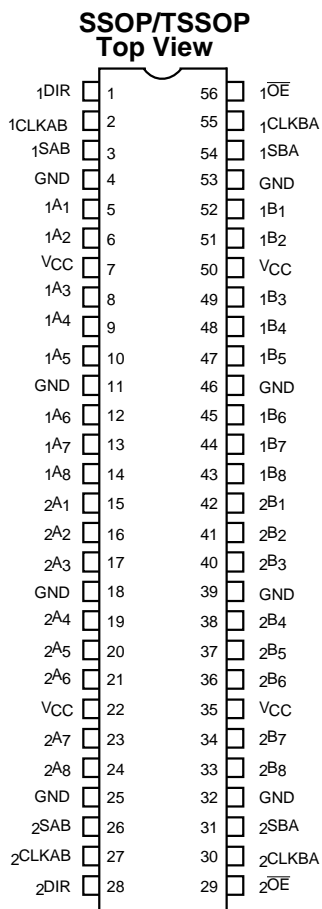 SSOP/TSSOP
Top View
1DIR 1 56 1O̅E̅
1CLKAB 2 55 1CLKBA
1SAB 3 54 1SBA
GND 4 53 GND
1A1 5 52 1B1
1A2 6 51 1B2
VCC 7 50 VCC
1A3 8 49 1B3
1A4 9 48 1B4
1A5 10 47 1B5
GND 11 46 GND
1A6 12 45 1B6
1A7 13 44 1B7
1A8 14 43 1B8
2A1 15 42 2B1
2A2 16 41 2B2
2A3 17 40 2B3
GND 18 39 GND
2A4 19 38 2B4
2A5 20 37 2B5
2A6 21 36 2B6
VCC 22 35 VCC
2A7 23 34 2B7
2A8 24 33 2B8
GND 25 32 GND
2SAB 26 31 2SBA
2CLKAB 27 30 2CLKBA
2DIR 28 29 2O̅E̅